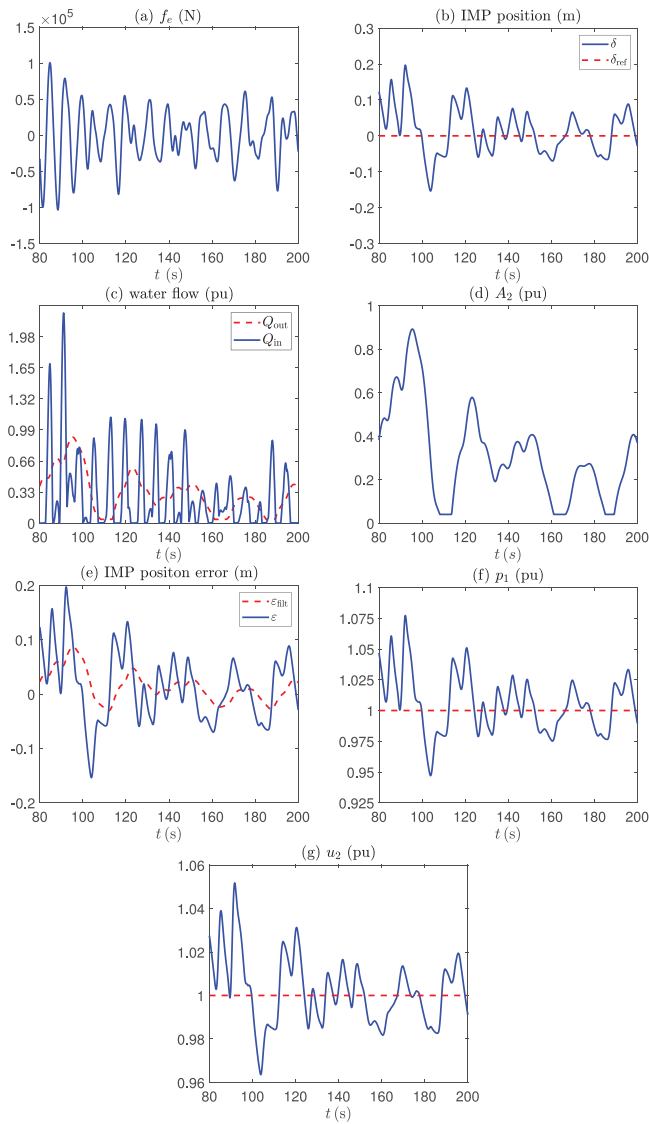 (a) f_e (N)
×10^5
1.5
1
0.5
0
-0.5
-1
-1.5
80 100 120 140 160 180 200
t (s)
(b) IMP position (m)
0.3
0.2
0.1
0
-0.1
-0.2
-0.3
δ
δ_ref
80 100 120 140 160 180 200
t (s)
(c) water flow (pu)
1.98
1.65
1.32
0.99
0.66
0.33
0
Q_out
Q_in
80 100 120 140 160 180 200
t (s)
(d) A_2 (pu)
1
0.8
0.6
0.4
0.2
0
80 100 120 140 160 180 200
t (s)
(e) IMP positon error (m)
0.2
0.1
0
-0.1
-0.2
ε_filt
ε
80 100 120 140 160 180 200
t (s)
(f) p_1 (pu)
1.1
1.075
1.05
1.025
1
0.975
0.95
0.925
80 100 120 140 160 180 200
t (s)
(g) u_2 (pu)
1.06
1.04
1.02
1
0.98
0.96
80 100 120 140 160 180 200
t (s)